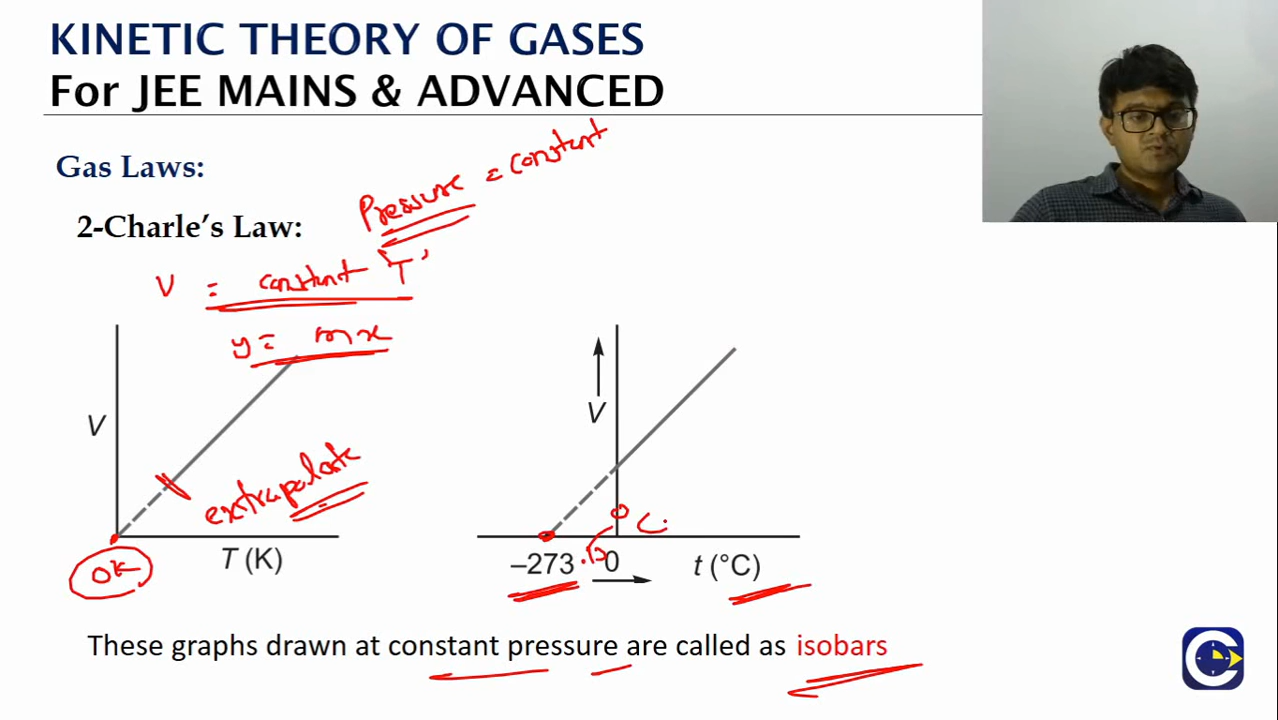 KINETIC THEORY OF GASES
For JEE MAINS & ADVANCED
Gas Laws:
Pressure = constant
2-Charle's Law:
V = constant T
y = mx
V
extrapolate
0K
T (K)
V
0
C
–273.15
0
t (°C)
These graphs drawn at constant pressure are called as isobars